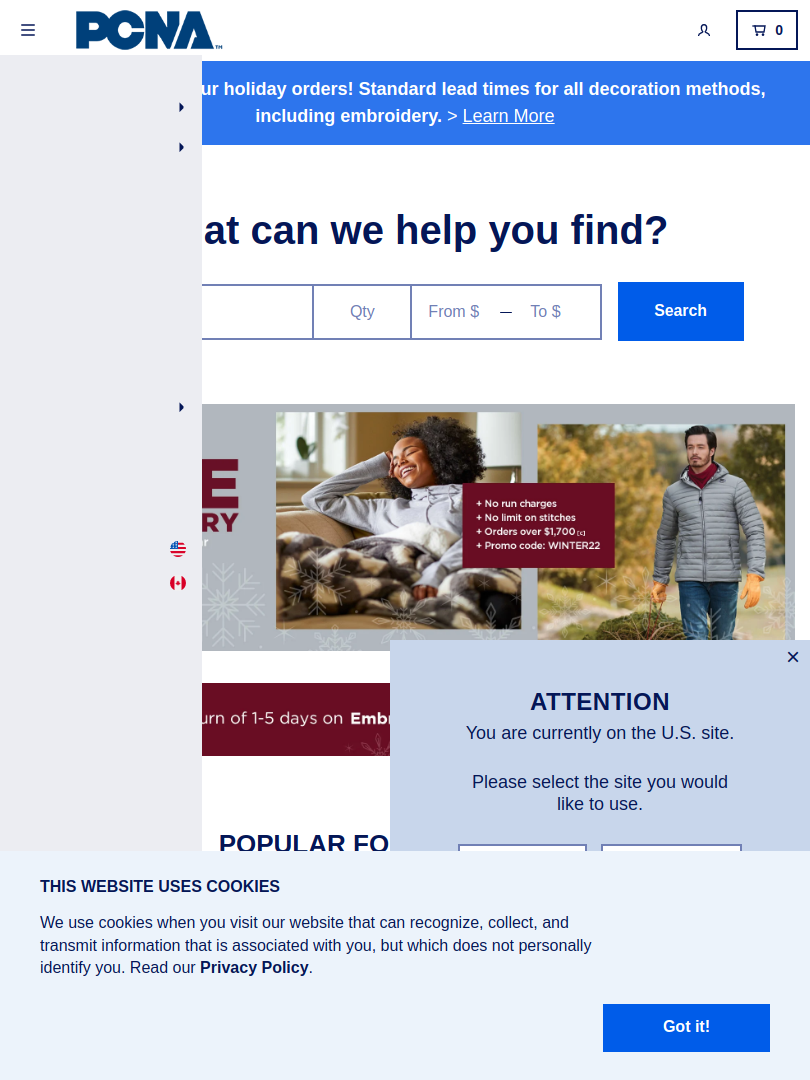 PCNA
TM
0
ur holiday orders! Standard lead times for all decoration methods,
including embroidery. > Learn More
at can we help you find?
Qty
From $
—
To $
Search
E
RY
r
+ No run charges
+ No limit on stitches
+ Orders over $1,700 [c]
+ Promo code: WINTER22
urn of 1-5 days on Embr
×
ATTENTION
You are currently on the U.S. site.
Please select the site you would
like to use.
POPULAR FO
THIS WEBSITE USES COOKIES
We use cookies when you visit our website that can recognize, collect, and
transmit information that is associated with you, but which does not personally
identify you. Read our Privacy Policy.
Got it!